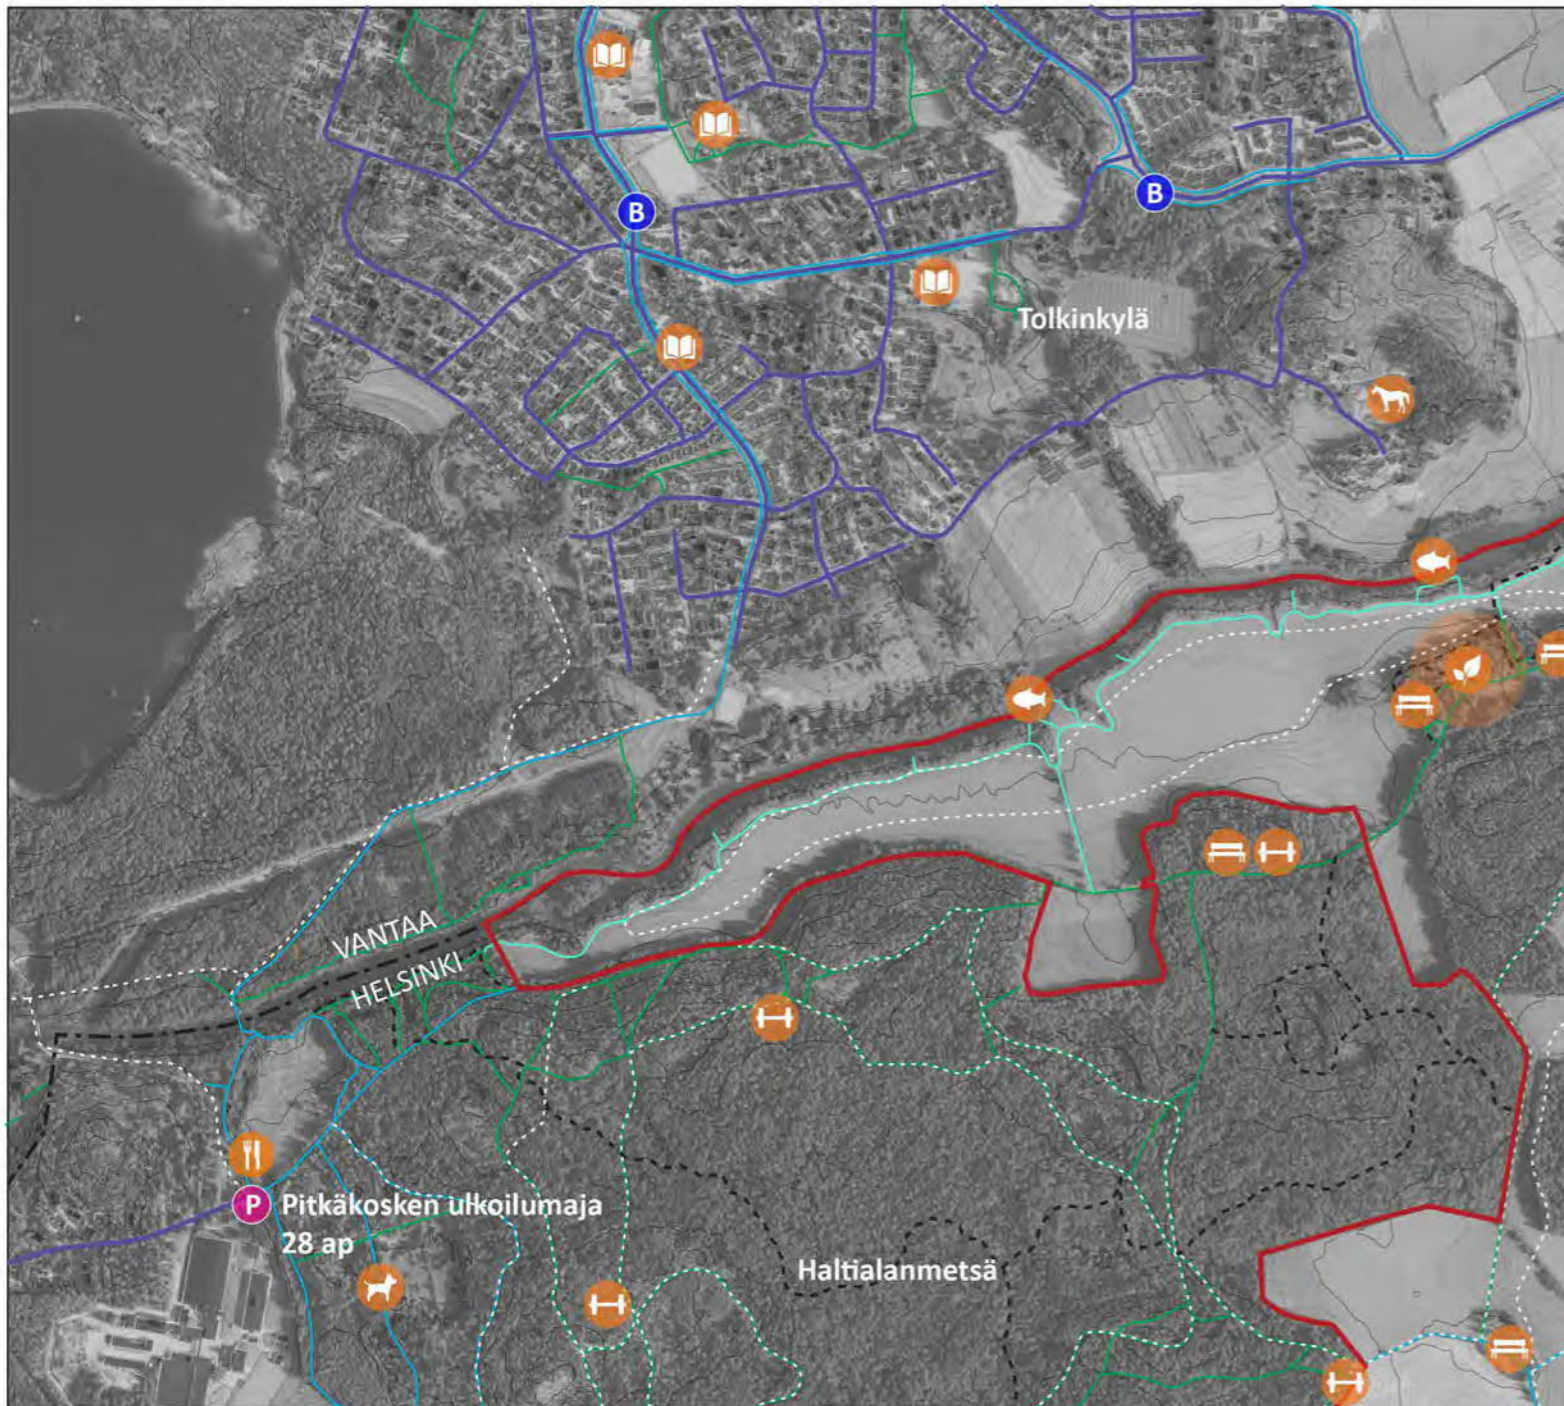 B
B
Tolkinkylä
VANTAA
HELSINKI
P
Pitkäkosken ulkoilumaja
28 ap
Haltialanmetsä